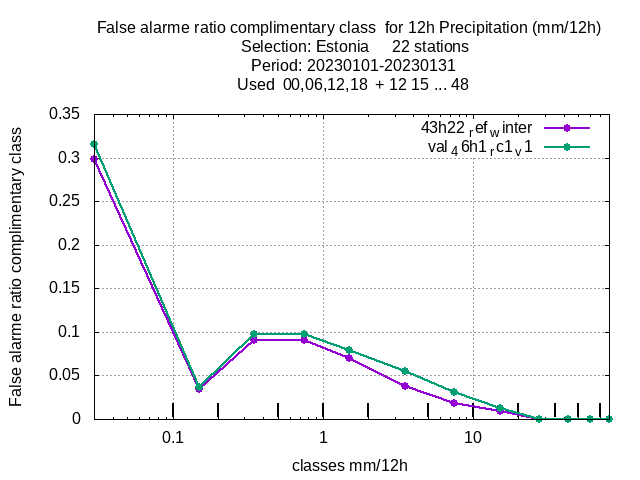 False alarme ratio complimentary class  for 12h Precipitation (mm/12h)
Selection: Estonia     22 stations
Period: 20230101-20230131
Used  00,06,12,18  + 12 15 ... 48
43h22_refwinter
val46h1rc1v1
0.35
0.3
0.25
0.2
0.15
0.1
0.05
0
False alarme ratio complimentary class
0.1 1 10
classes mm/12h